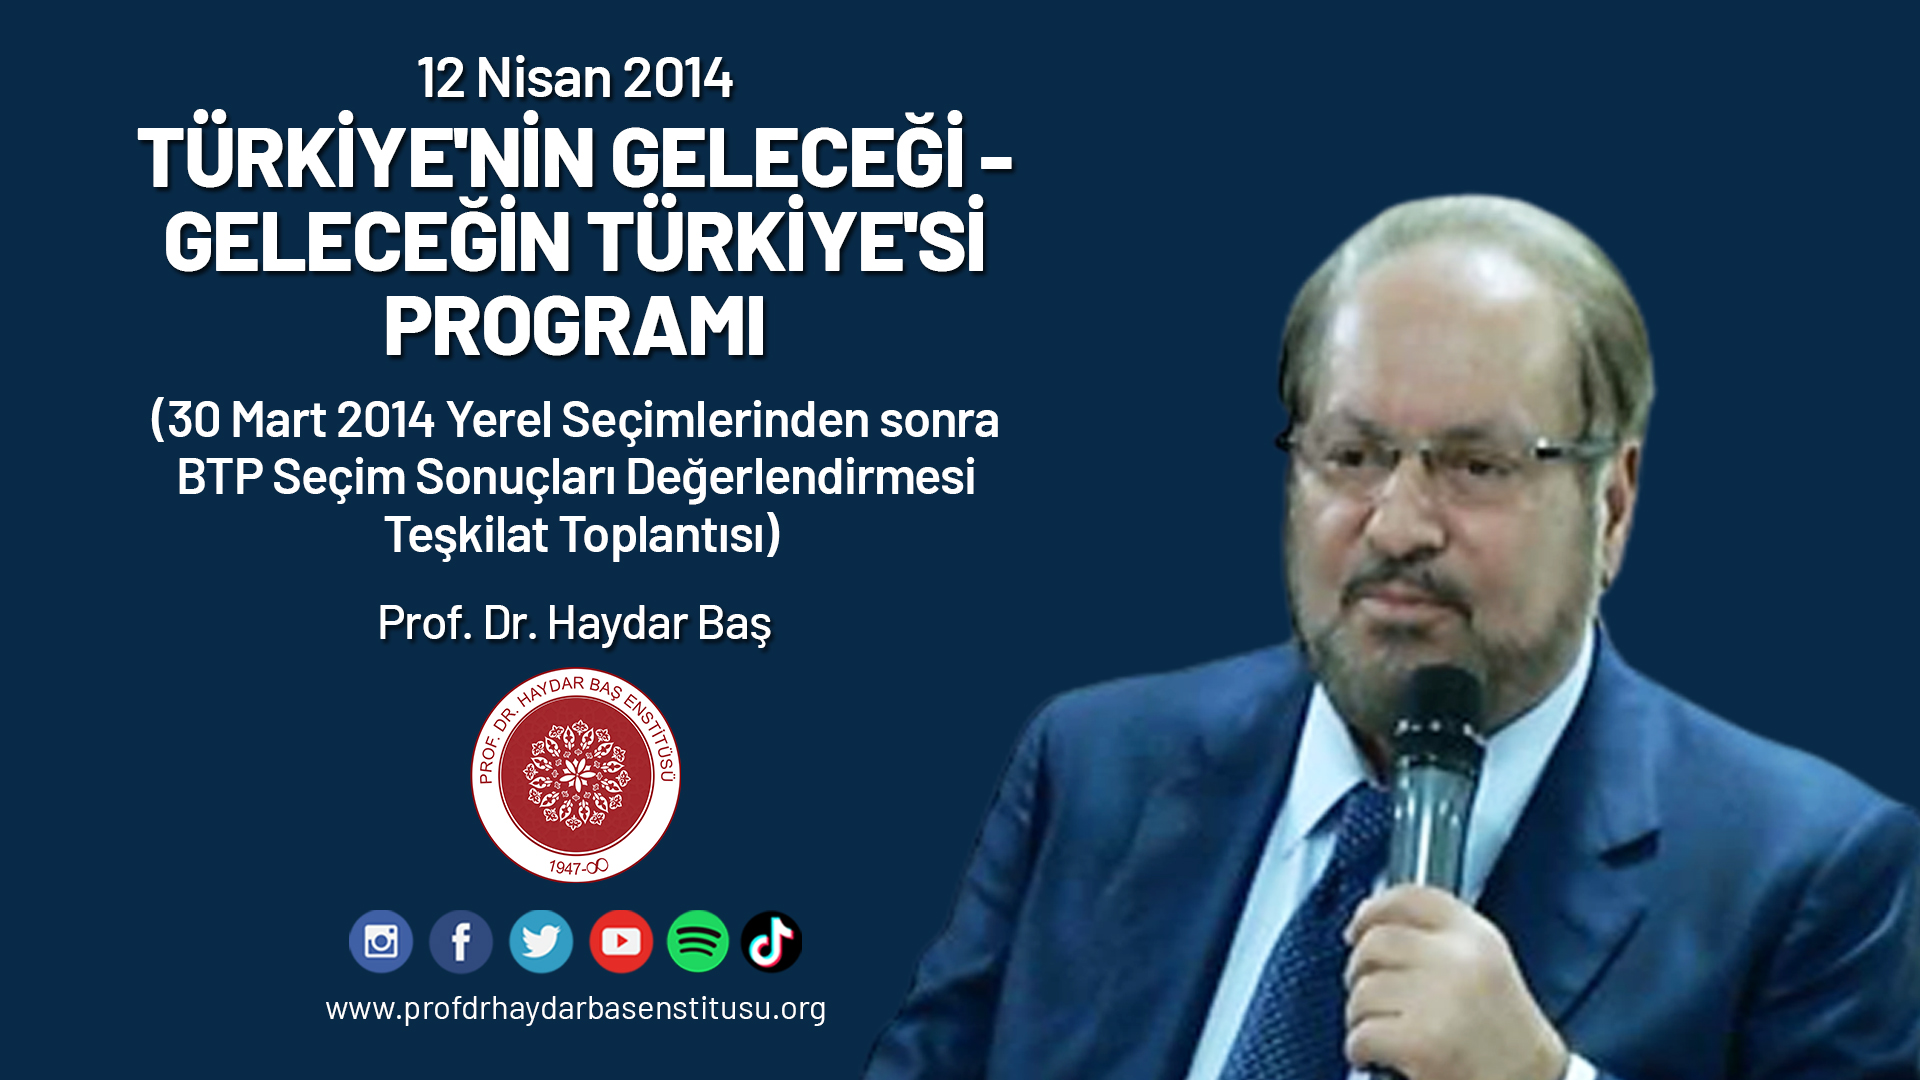 12 Nisan 2014
TÜRKİYE'NİN GELECEĞİ -
GELECEĞİN TÜRKİYE'Sİ
PROGRAMI
(30 Mart 2014 Yerel Seçimlerinden sonra
BTP Seçim Sonuçları Değerlendirmesi
Teşkilat Toplantısı)
Prof. Dr. Haydar Baş
PROF. DR. HAYDAR BAŞ ENSTİTÜSÜ
1947-∞
www.profdrhaydarbasenstitusu.org